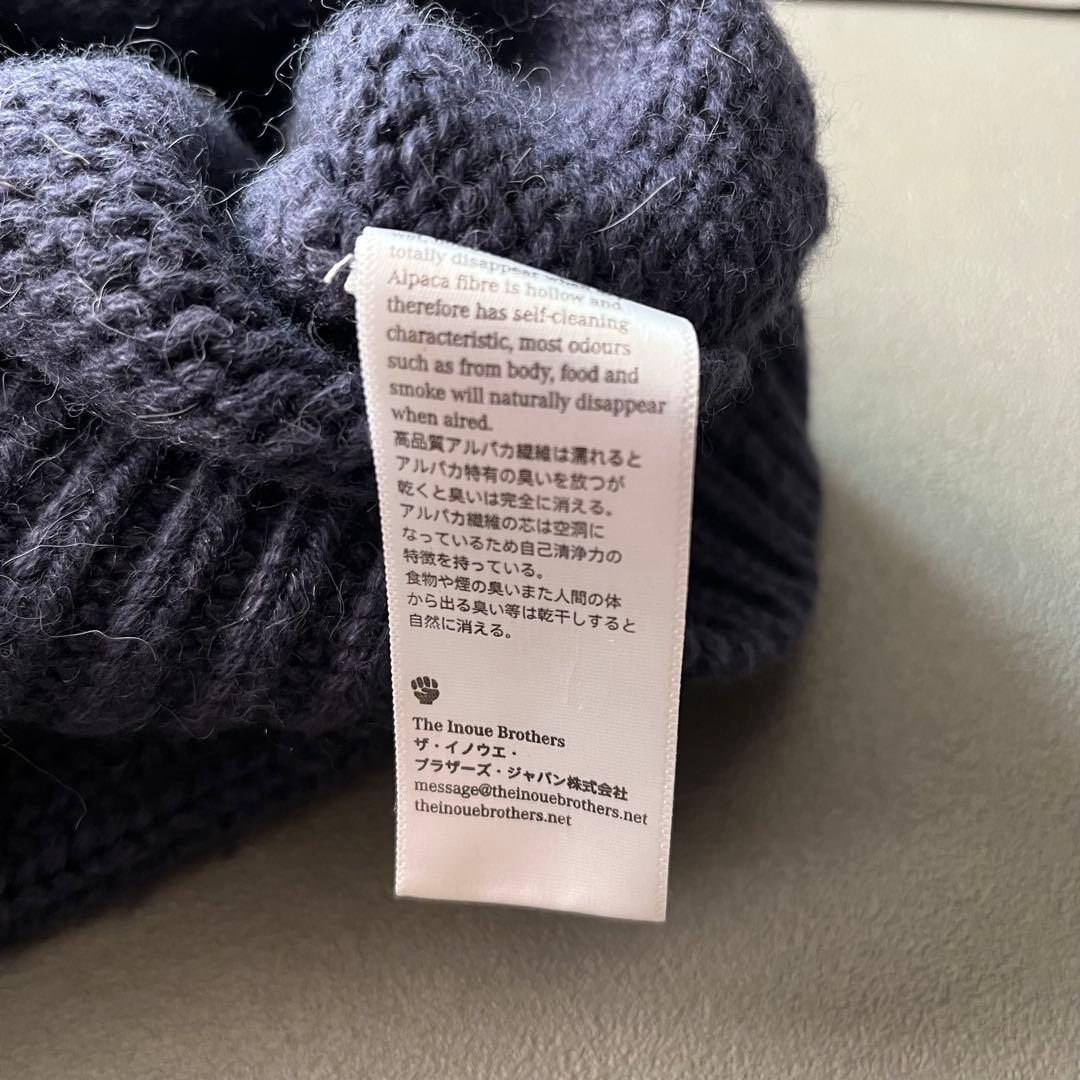 totally disappear when
Alpaca fibre is hollow and
therefore has self-cleaning
characteristic, most odours
such as from body, food and
smoke will naturally disappear
when aired.
高品質アルパカ繊維は濡れると
アルパカ特有の臭いを放つが
乾くと臭いは完全に消える。
アルパカ繊維の芯は空洞に
なっているため自己清浄力の
特徴を持っている。
食物や煙の臭いまた人間の体
から出る臭い等は乾干しすると
自然に消える。
The Inoue Brothers
ザ・イノウエ・
ブラザーズ・ジャパン株式会社
message@theinouebrothers.net
theinouebrothers.net